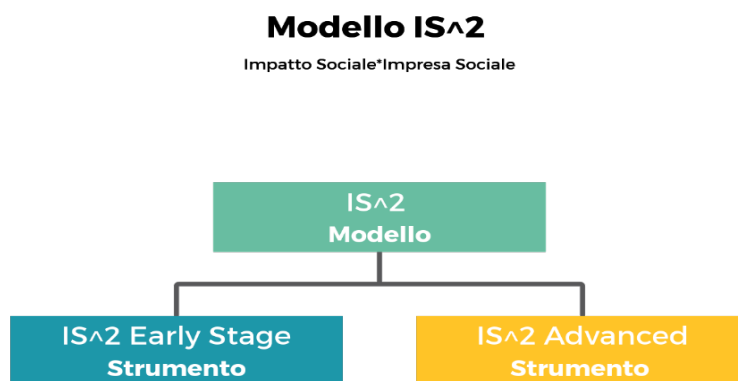 Modello IS^2
Impatto Sociale*Impresa Sociale
IS^2
Modello
IS^2 Early Stage
Strumento
IS^2 Advanced
Strumento